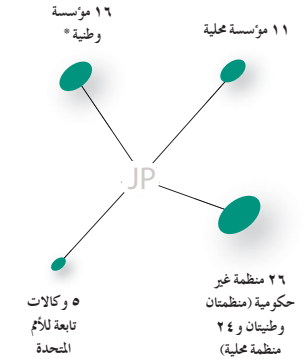 ١٦ مؤسسة
وطنية *
١١ مؤسسة محلية
JP
٢٦ منظمة غير
حكومية (منظمتان
وطنيتان و ٢٤
منظمة محلية)
٥ وكالات
تابعة للأمم
المتحدة